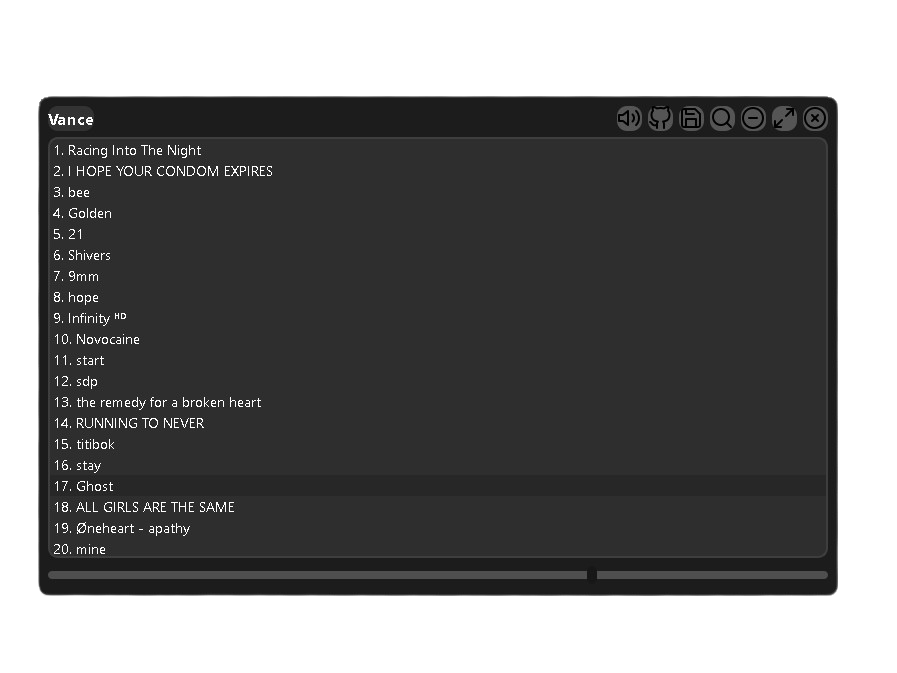 Vance
1. Racing Into The Night
2. I HOPE YOUR CONDOM EXPIRES
3. bee
4. Golden
5. 21
6. Shivers
7. 9mm
8. hope
9. Infinity ᴴᴰ
10. Novocaine
11. start
12. sdp
13. the remedy for a broken heart
14. RUNNING TO NEVER
15. titibok
16. stay
17. Ghost
18. ALL GIRLS ARE THE SAME
19. Øneheart - apathy
20. mine